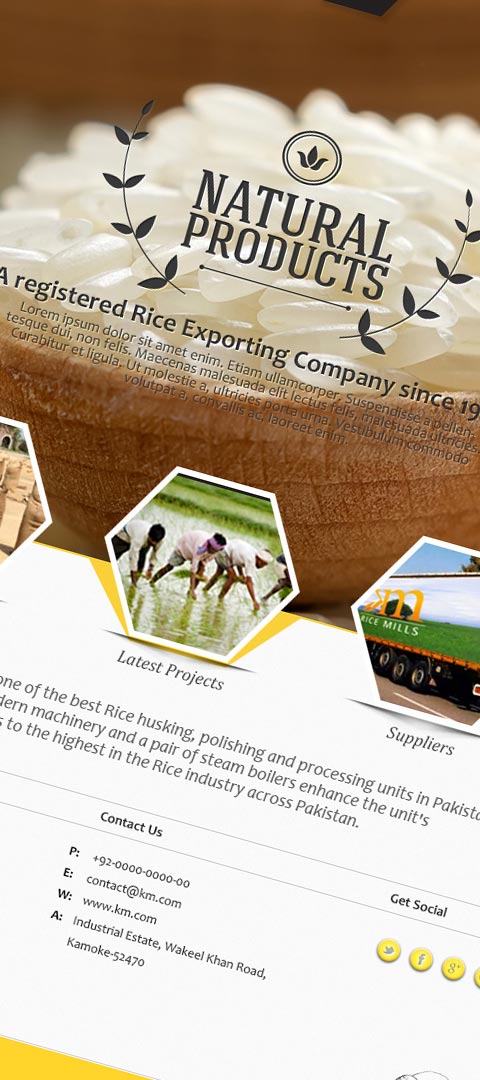 NATURAL
PRODUCTS
A registered Rice Exporting Company since 19
Lorem ipsum dolor sit amet enim. Etiam ullamcorper. Suspendisse a pellen-
tesque dui, non felis. Maecenas malesuada elit lectus felis, malesuada ultricies.
Curabitur et ligula. Ut molestie a, ultricies porta urna. Vestibulum commodo
volutpat a, convallis ac, laoreet enim.
m
RICE MILLS
Latest Projects
Suppliers
one of the best Rice husking, polishing and processing units in Pakista
dern machinery and a pair of steam boilers enhance the unit's
s to the highest in the Rice industry across Pakistan.
Contact Us
P: +92-0000-0000-00
E: contact@km.com
W: www.km.com
A: Industrial Estate, Wakeel Khan Road,
Kamoke-52470
Get Social